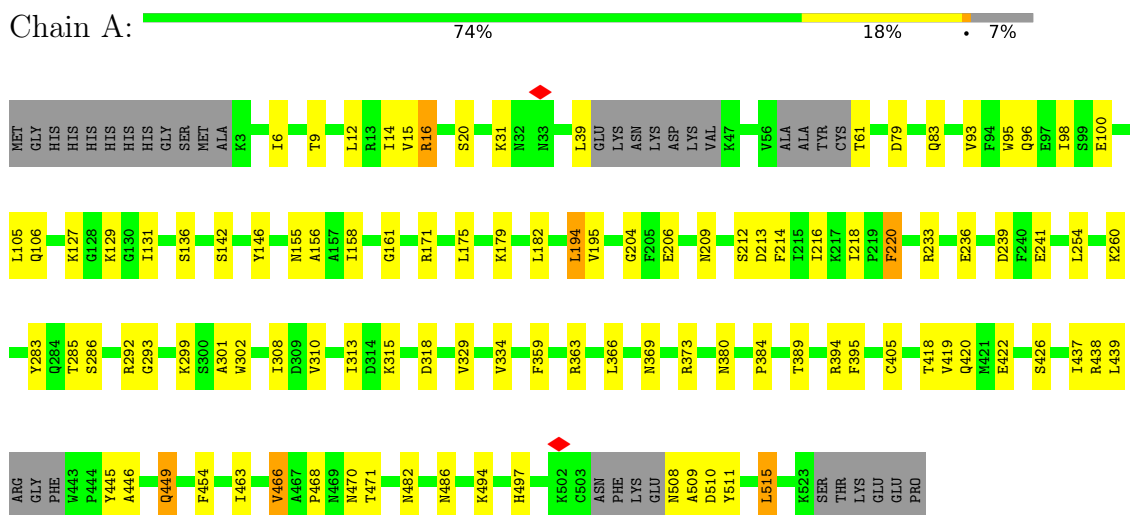 Chain A:
74% 18% • 7%
MET GLY HIS HIS HIS HIS HIS HIS GLY SER MET ALA K3 I6 T9 L12 R13 I14 V15 R16 S20 K31 N32 N33 L39 GLU LYS ASN LYS ASP LYS VAL K47 V56 ALA ALA TYR CYS T61 D79 Q83 V93 F94 W95 Q96 E97 I98 S99 E100
L105 Q106 K127 G128 K129 G130 I131 S136 S142 Y146 N155 A156 A157 I158 G161 R171 L175 K179 L182 L194 V195 G204 F205 E206 N209 S212 D213 F214 I215 I216 K217 I218 P219 F220 R233 E236 D239 F240 E241 L254 K260
Y283 Q284 T285 S286 R292 G293 K299 S300 A301 W302 I308 D309 V310 I313 D314 K315 D318 V329 V334 F359 R363 L366 N369 R373 N380 P384 T389 R394 F395 C405 T418 V419 Q420 M421 E422 S426 I437 R438 L439
ARG GLY PHE W443 P444 Y445 A446 Q449 F454 I463 V466 A467 P468 N469 N470 T471 N482 N486 K494 H497 K502 C503 ASN PHE LYS GLU N508 A509 D510 Y511 L515 K523 SER THR LYS GLU GLU PRO